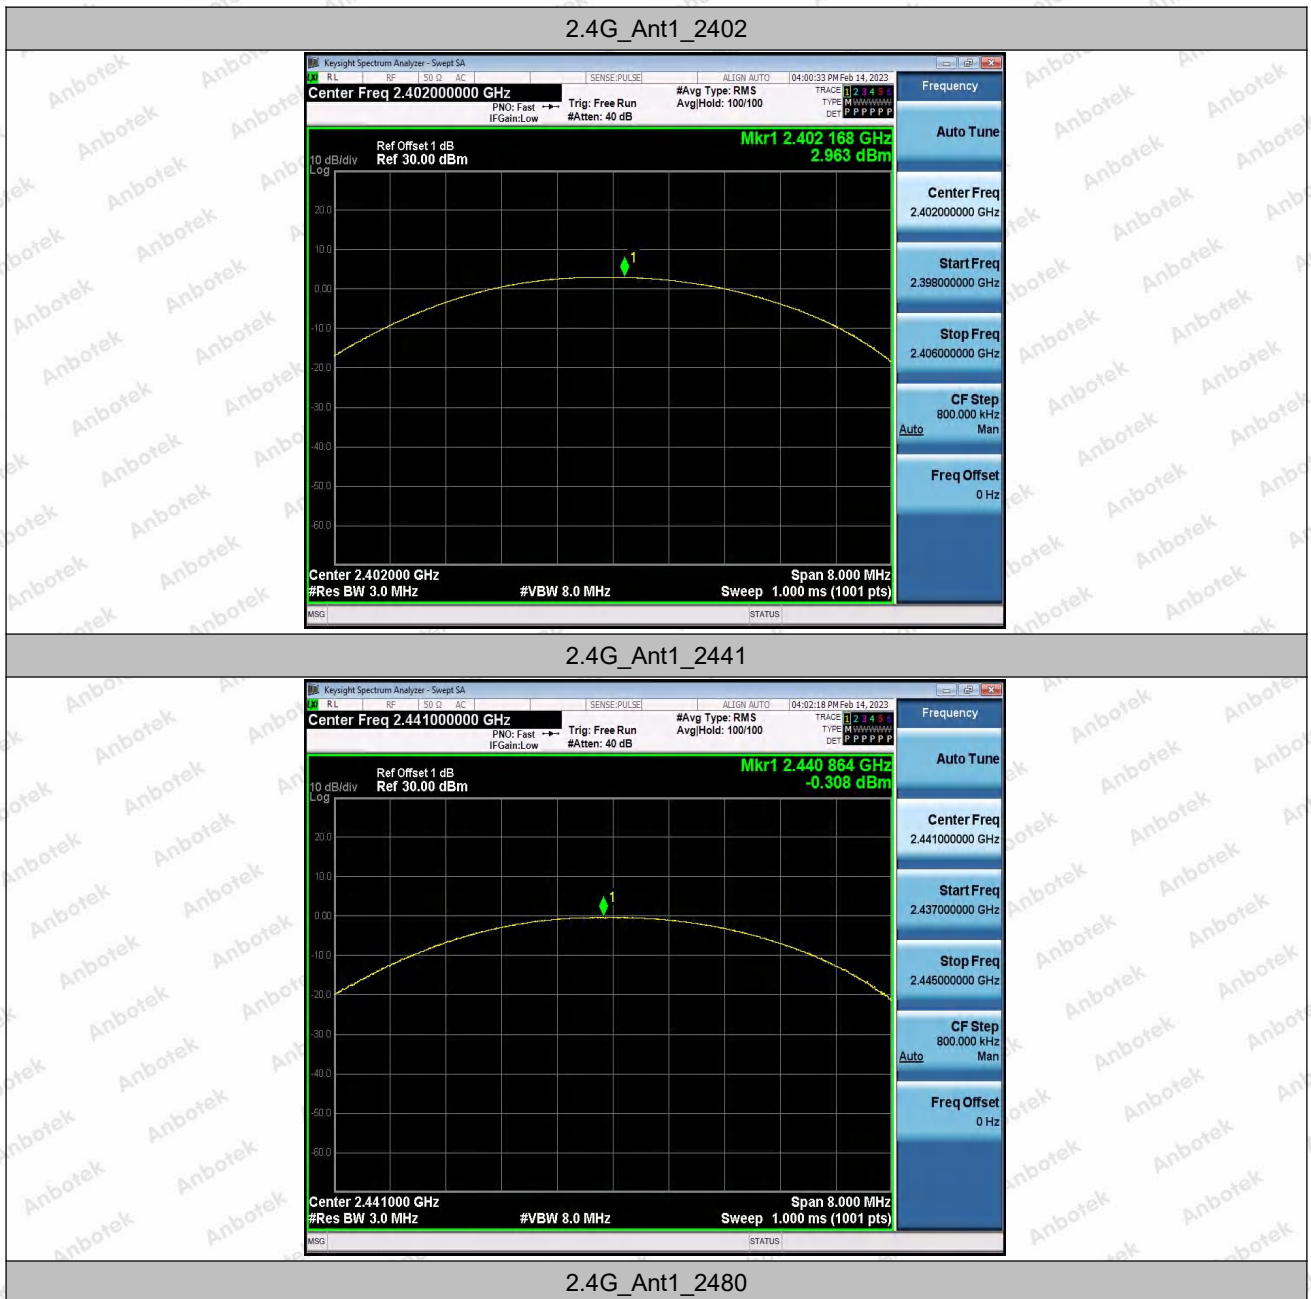 2.4G_Ant1_2402
Keysight Spectrum Analyzer - Swept SA
LXI RL RF 50 Ω AC SENSE:PULSE ALIGN AUTO 04:00:33 PM Feb 14, 2023
Frequency
Center Freq 2.402000000 GHz
PNO: Fast
IFGain:Low
Trig: Free Run
#Atten: 40 dB
#Avg Type: RMS
Avg|Hold: 100/100
TRACE 1 2 3 4 5 6
TYPE M W W W W W
DET P P P P P P
Auto Tune
Mkr1 2.402 168 GHz
2.963 dBm
Ref Offset 1 dB
10 dB/div Ref 30.00 dBm
Log
20.0
10.0
0.00
-10.0
-20.0
-30.0
-40.0
-50.0
-60.0
1
Center Freq
2.402000000 GHz
Start Freq
2.398000000 GHz
Stop Freq
2.406000000 GHz
CF Step
800.000 kHz
Auto Man
Freq Offset
0 Hz
Center 2.402000 GHz Span 8.000 MHz
#Res BW 3.0 MHz #VBW 8.0 MHz Sweep 1.000 ms (1001 pts)
MSG STATUS
2.4G_Ant1_2441
Keysight Spectrum Analyzer - Swept SA
LXI RL RF 50 Ω AC SENSE:PULSE ALIGN AUTO 04:02:18 PM Feb 14, 2023
Frequency
Center Freq 2.441000000 GHz
PNO: Fast
IFGain:Low
Trig: Free Run
#Atten: 40 dB
#Avg Type: RMS
Avg|Hold: 100/100
TRACE 1 2 3 4 5 6
TYPE M W W W W W
DET P P P P P P
Auto Tune
Mkr1 2.440 864 GHz
-0.308 dBm
Ref Offset 1 dB
10 dB/div Ref 30.00 dBm
Log
20.0
10.0
0.00
-10.0
-20.0
-30.0
-40.0
-50.0
-60.0
1
Center Freq
2.441000000 GHz
Start Freq
2.437000000 GHz
Stop Freq
2.445000000 GHz
CF Step
800.000 kHz
Auto Man
Freq Offset
0 Hz
Center 2.441000 GHz Span 8.000 MHz
#Res BW 3.0 MHz #VBW 8.0 MHz Sweep 1.000 ms (1001 pts)
MSG STATUS
2.4G_Ant1_2480
Anbotek